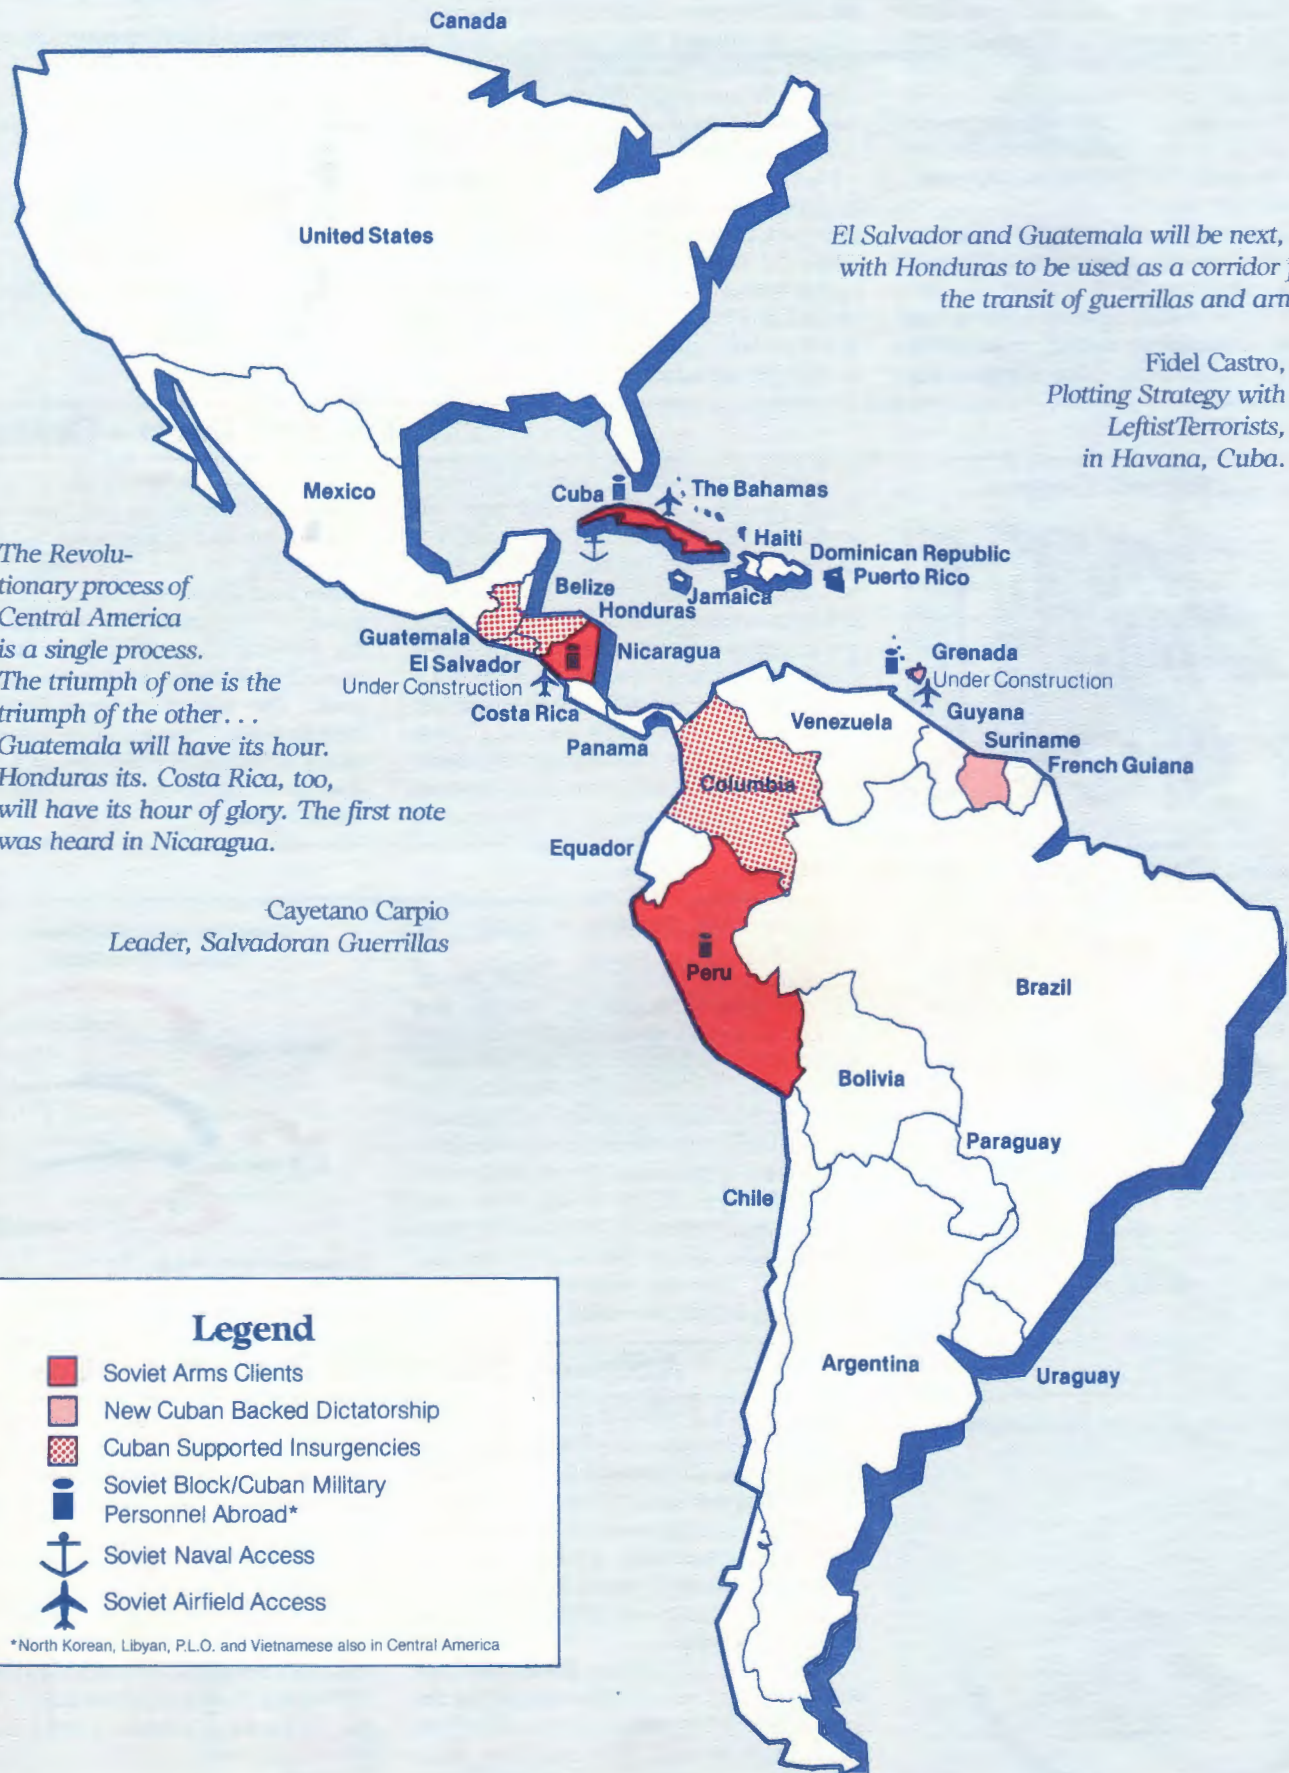 Canada
United States
El Salvador and Guatemala will be next,
with Honduras to be used as a corridor
the transit of guerrillas and
Fidel Castro,
Plotting Strategy with
Leftist Terrorists,
in Havana, Cuba.
Mexico
Cuba
The Bahamas
Haiti
Dominican Republic
Puerto Rico
Jamaica
Belize
Honduras
Guatemala
El Salvador
Under Construction
Nicaragua
Costa Rica
Panama
The Revolu-
tionary process of
Central America
is a single process.
The triumph of one is the
triumph of the other...
Guatemala will have its hour.
Honduras its. Costa Rica, too,
will have its hour of glory. The first note
was heard in Nicaragua.
Cayetano Carpio
Leader, Salvadoran Guerrillas
Grenada
Under Construction
Guyana
Suriname
French Guiana
Venezuela
Columbia
Equador
Peru
Brazil
Bolivia
Paraguay
Chile
Argentina
Uraguay
Legend
Soviet Arms Clients
New Cuban Backed Dictatorship
Cuban Supported Insurgencies
Soviet Block/Cuban Military
Personnel Abroad*
Soviet Naval Access
Soviet Airfield Access
*North Korean, Libyan, P.L.O. and Vietnamese also in Central America